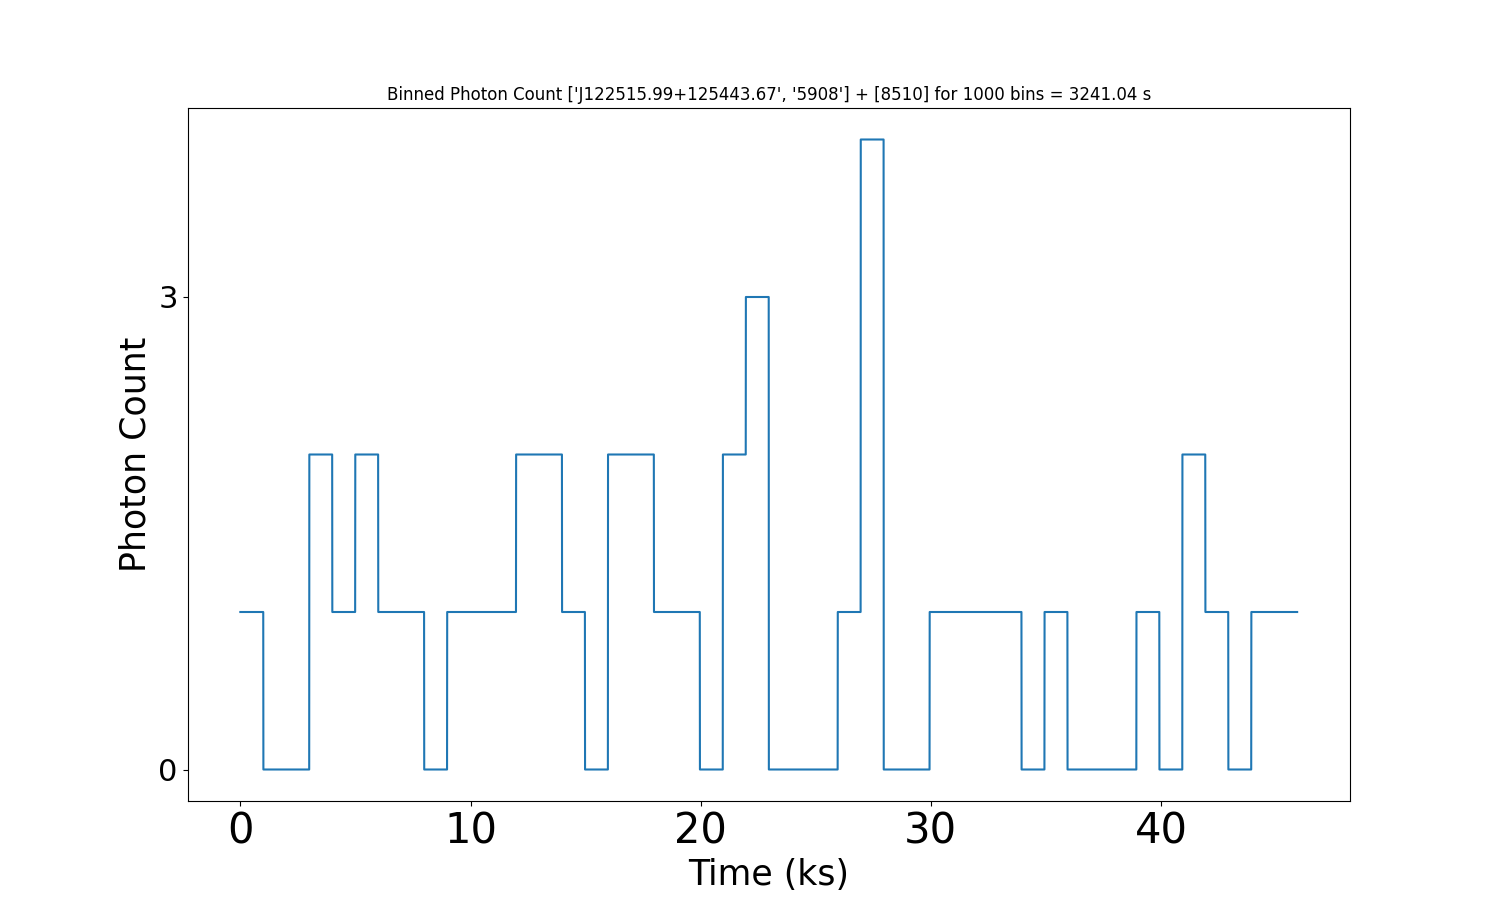 Binned Photon Count ['J122515.99+125443.67', '5908'] + [8510] for 1000 bins = 3241.04 s
Photon Count
3
0
0 10 20 30 40
Time (ks)